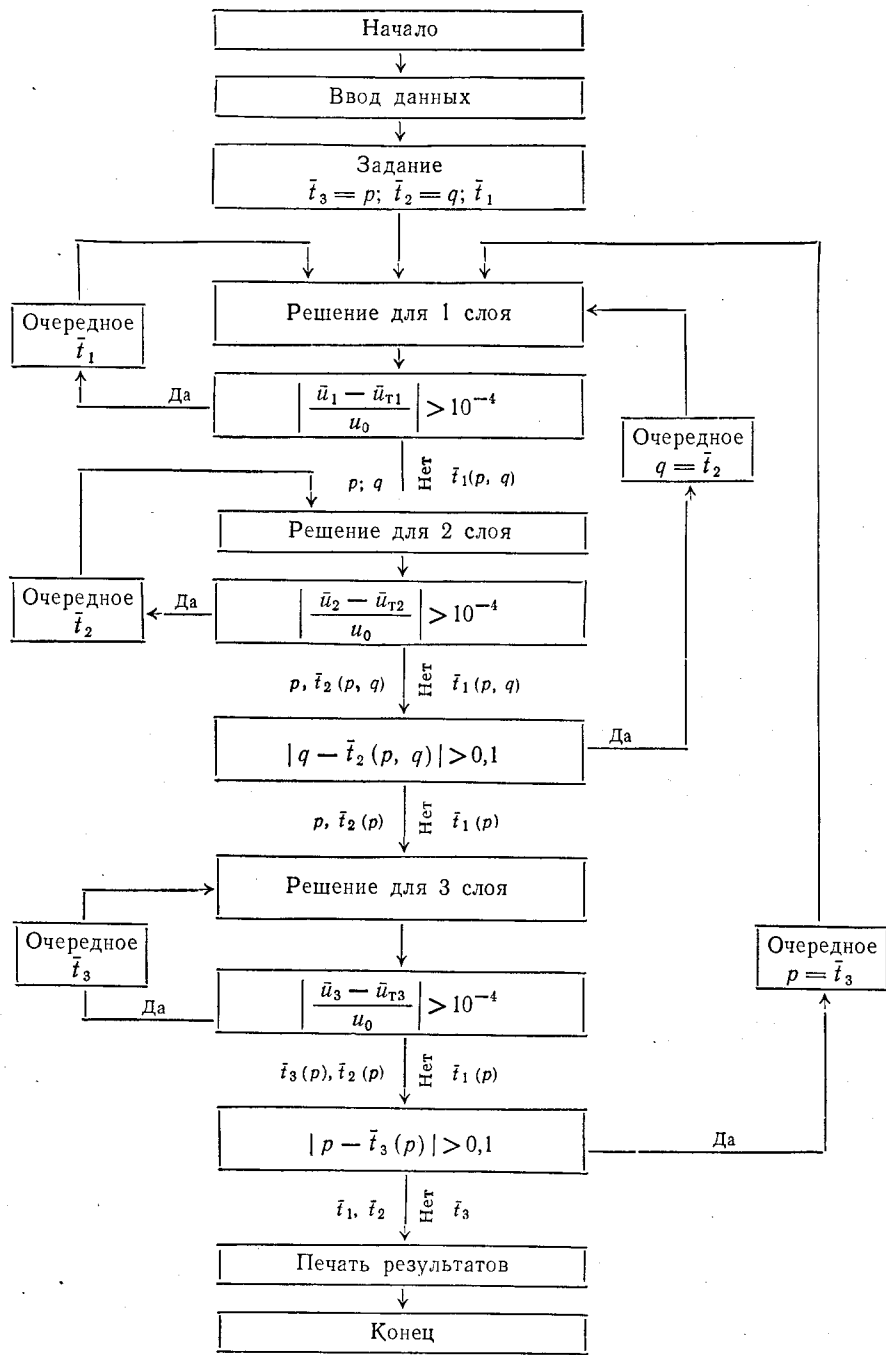 Начало
Ввод данных
Задание
t̄₃ = p; t̄₂ = q; t̄₁
Очередное
t̄₁
Решение для 1 слоя
Да
| (ū₁ − ūт₁) / u₀ | > 10⁻⁴
Очередное
q = t̄₂
p; q Нет t̄₁(p, q)
Решение для 2 слоя
Очередное
t̄₂
Да
| (ū₂ − ūт₂) / u₀ | > 10⁻⁴
p, t̄₂(p, q) Нет t̄₁(p, q)
| q − t̄₂(p, q) | > 0,1
Да
p, t̄₂(p) Нет t̄₁(p)
Решение для 3 слоя
Очередное
t̄₃
Очередное
p = t̄₃
Да
| (ū₃ − ūт₃) / u₀ | > 10⁻⁴
t̄₃(p), t̄₂(p) Нет t̄₁(p)
| p − t̄₃(p) | > 0,1
Да
t̄₁, t̄₂ Нет t̄₃
Печать результатов
Конец